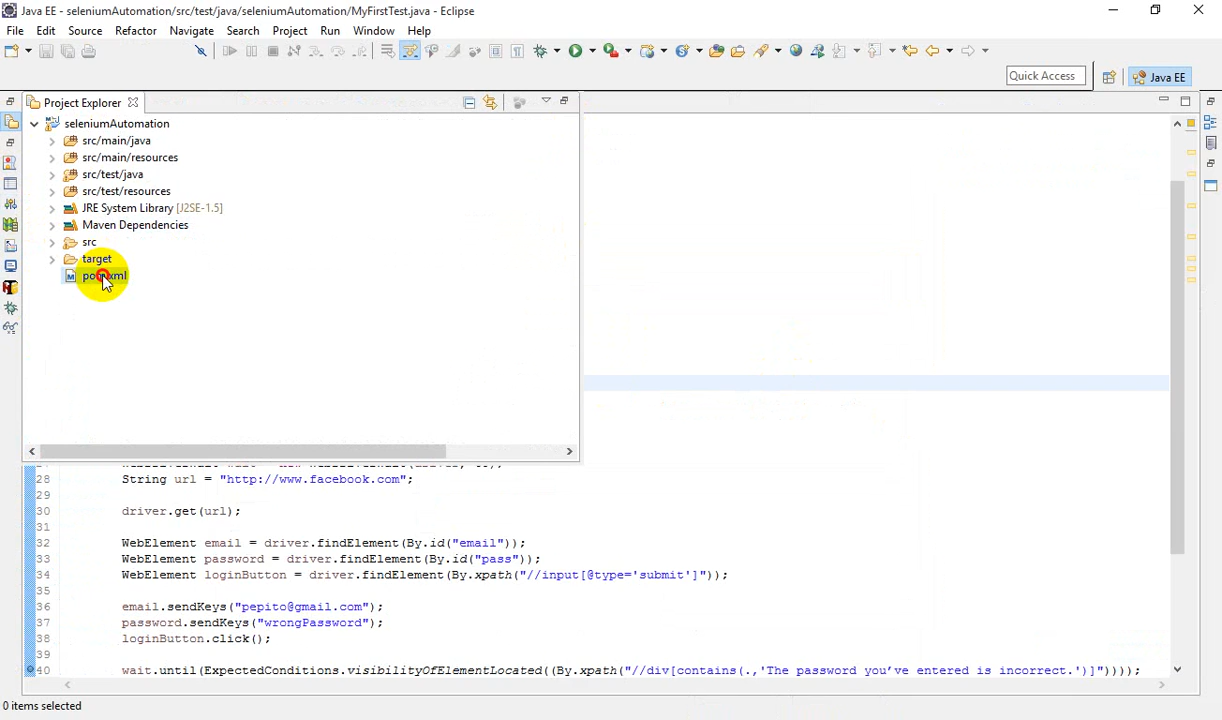 Java EE - seleniumAutomation/src/test/java/seleniumAutomation/MyFirstTest.java - Eclipse
File Edit Source Refactor Navigate Search Project Run Window Help
Quick Access
Java EE
Project Explorer
seleniumAutomation
src/main/java
src/main/resources
src/test/java
src/test/resources
JRE System Library [J2SE-1.5]
Maven Dependencies
src
target
pom.xml
28 String url = "http://www.facebook.com";
29
30 driver.get(url);
31
32 WebElement email = driver.findElement(By.id("email"));
33 WebElement password = driver.findElement(By.id("pass"));
34 WebElement loginButton = driver.findElement(By.xpath("//input[@type='submit']"));
35
36 email.sendKeys("pepito@gmail.com");
37 password.sendKeys("wrongPassword");
38 loginButton.click();
39
40 wait.until(ExpectedConditions.visibilityOfElementLocated((By.xpath("//div[contains(.,'The password you’ve entered is incorrect.')]"))));
0 items selected